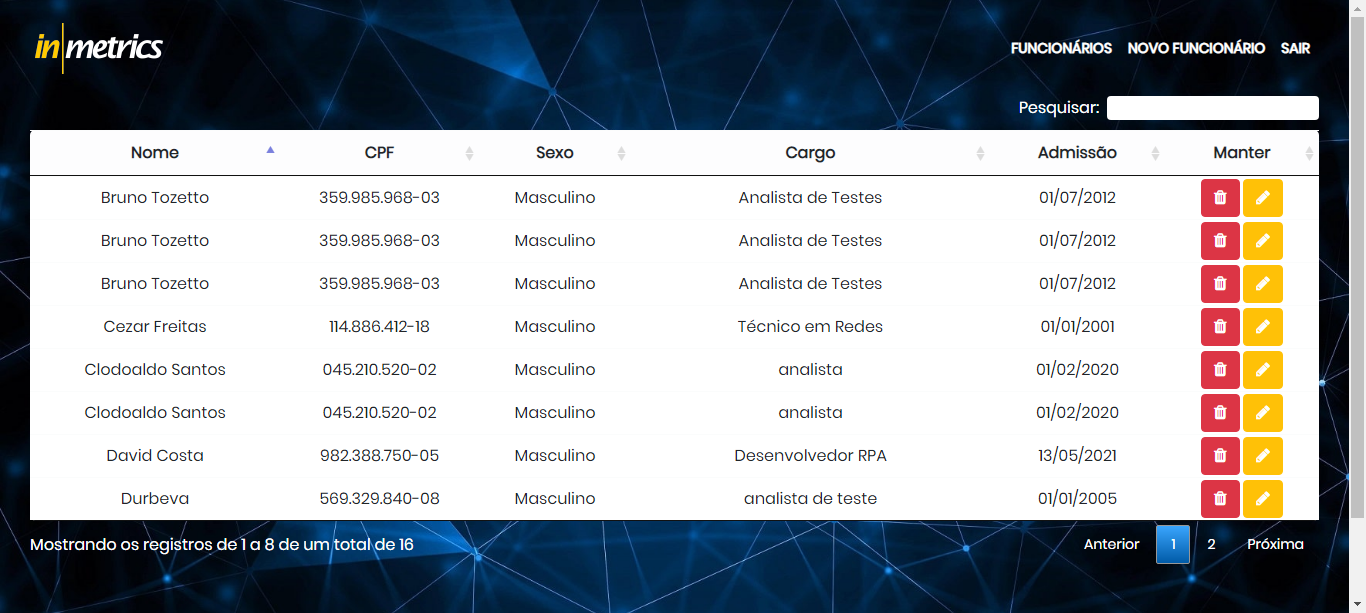 in|metrics
FUNCIONÁRIOS NOVO FUNCIONÁRIO SAIR
Pesquisar:
Nome CPF Sexo Cargo Admissão Manter
Bruno Tozetto 359.985.968-03 Masculino Analista de Testes 01/07/2012
Bruno Tozetto 359.985.968-03 Masculino Analista de Testes 01/07/2012
Bruno Tozetto 359.985.968-03 Masculino Analista de Testes 01/07/2012
Cezar Freitas 114.886.412-18 Masculino Técnico em Redes 01/01/2001
Clodoaldo Santos 045.210.520-02 Masculino analista 01/02/2020
Clodoaldo Santos 045.210.520-02 Masculino analista 01/02/2020
David Costa 982.388.750-05 Masculino Desenvolvedor RPA 13/05/2021
Durbeva 569.329.840-08 Masculino analista de teste 01/01/2005
Mostrando os registros de 1 a 8 de um total de 16 Anterior 1 2 Próxima